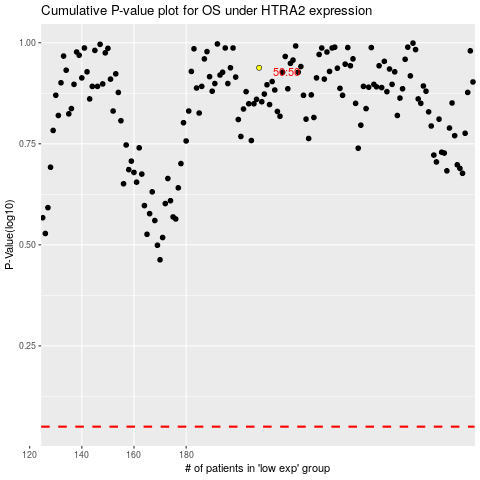 Cumulative P-value plot for OS under HTRA2 expression
P-Value(log10)
1.00
0.75
0.50
0.25
50:50
120 140 160 180
# of patients in 'low exp' group